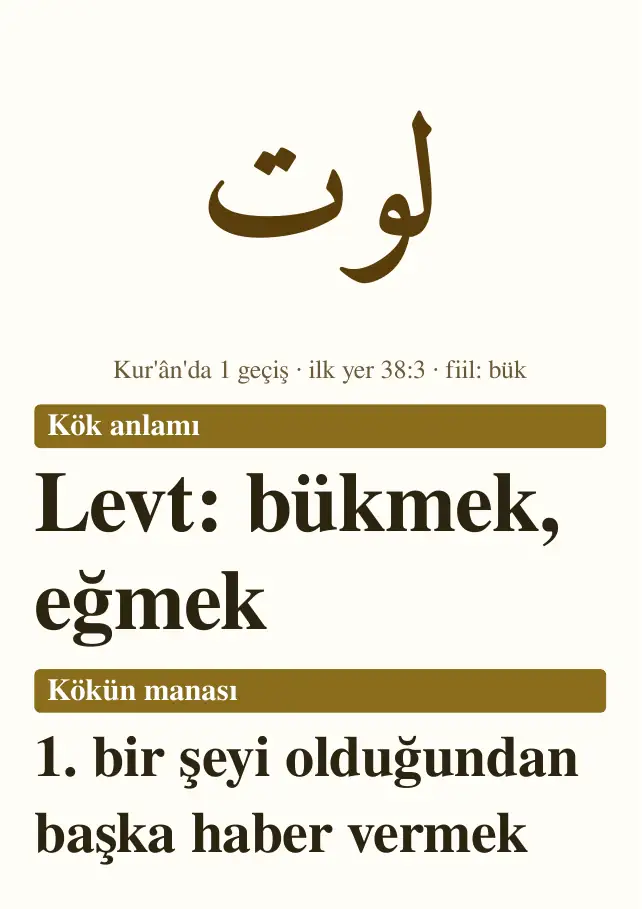 لوت
Kur'ân'da 1 geçiş · ilk yer 38:3 · fiil: bük
Kök anlamı
Levt: bükmek,
eğmek
Kökün manası
1. bir şeyi olduğundan
başka haber vermek